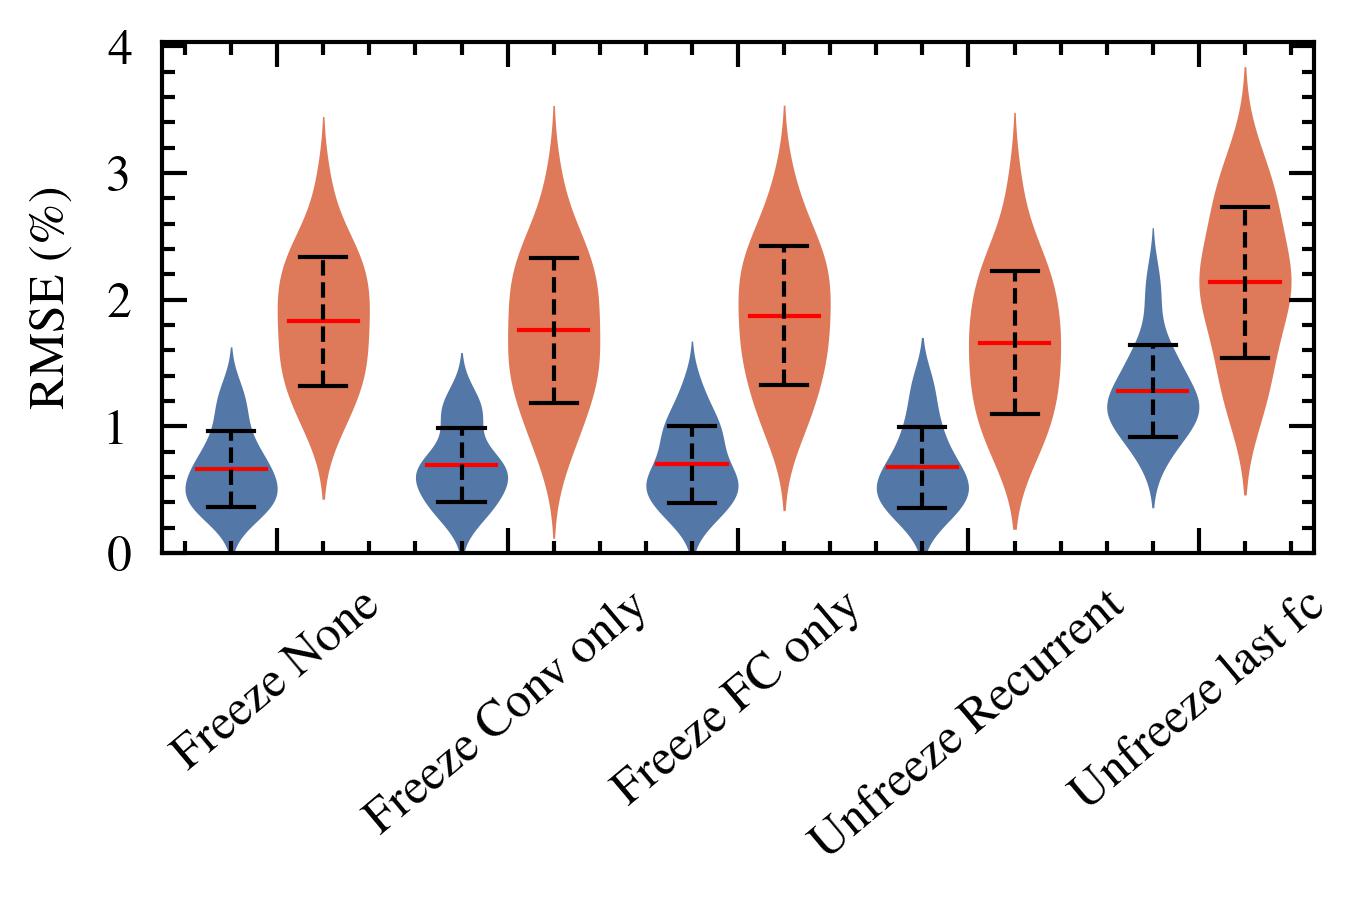 RMSE (%)
4
3
2
1
0
Freeze None
Freeze Conv only
Freeze FC only
Unfreeze Recurrent
Unfreeze last fc